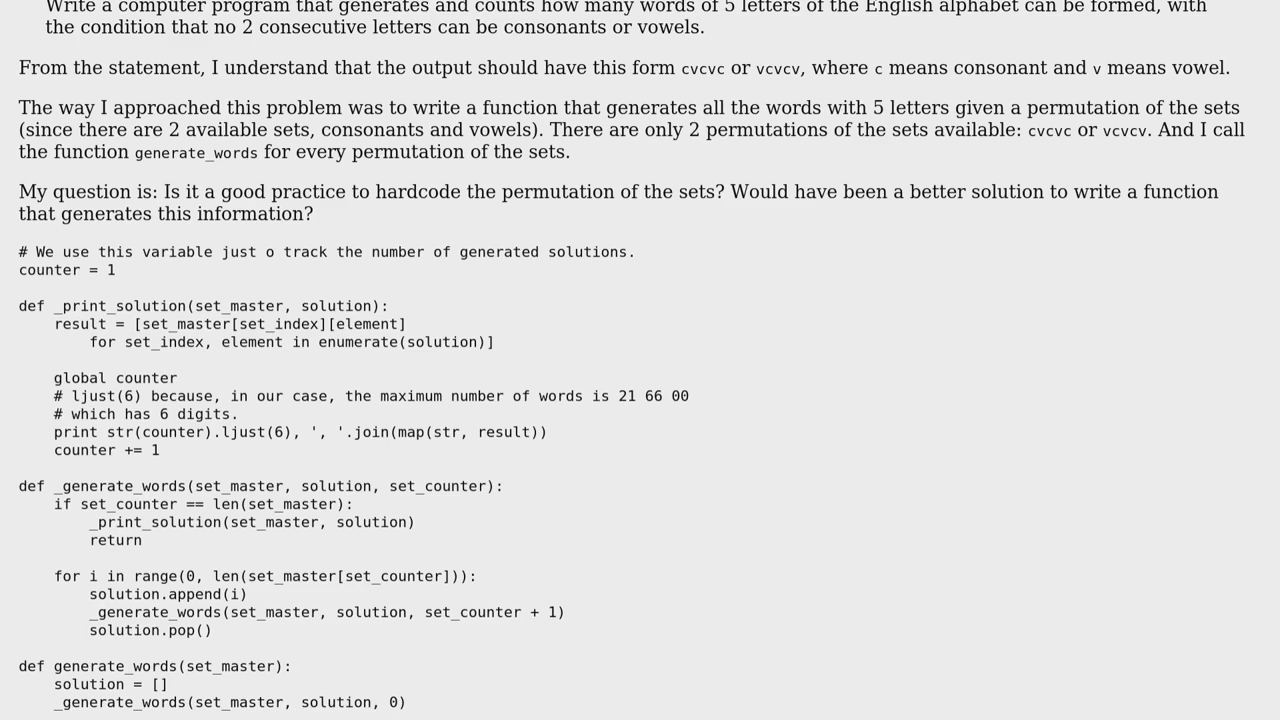 Write a computer program that generates and counts how many words of 5 letters of the English alphabet can be formed, with
the condition that no 2 consecutive letters can be consonants or vowels.
From the statement, I understand that the output should have this form cvcvc or vcvcv, where c means consonant and v means vowel.
The way I approached this problem was to write a function that generates all the words with 5 letters given a permutation of the sets
(since there are 2 available sets, consonants and vowels). There are only 2 permutations of the sets available: cvcvc or vcvcv. And I call
the function generate_words for every permutation of the sets.
My question is: Is it a good practice to hardcode the permutation of the sets? Would have been a better solution to write a function
that generates this information?
# We use this variable just o track the number of generated solutions.
counter = 1
def _print_solution(set_master, solution):
    result = [set_master[set_index][element]
        for set_index, element in enumerate(solution)]
    global counter
    # ljust(6) because, in our case, the maximum number of words is 21 66 00
    # which has 6 digits.
    print str(counter).ljust(6), ', '.join(map(str, result))
    counter += 1
def _generate_words(set_master, solution, set_counter):
    if set_counter == len(set_master):
        _print_solution(set_master, solution)
        return
    for i in range(0, len(set_master[set_counter])):
        solution.append(i)
        _generate_words(set_master, solution, set_counter + 1)
        solution.pop()
def generate_words(set_master):
    solution = []
    _generate_words(set_master, solution, 0)